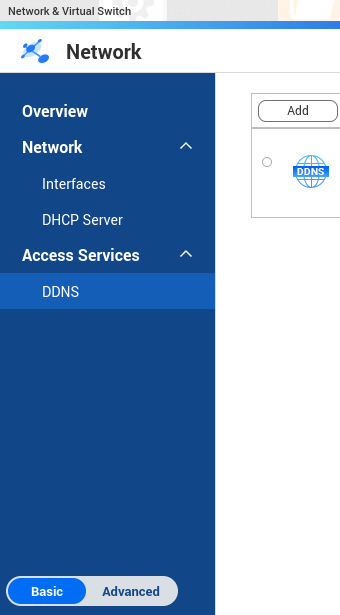 Network & Virtual Switch
Network
Overview
Network
Interfaces
DHCP Server
Access Services
DDNS
Add
DDNS
Basic
Advanced